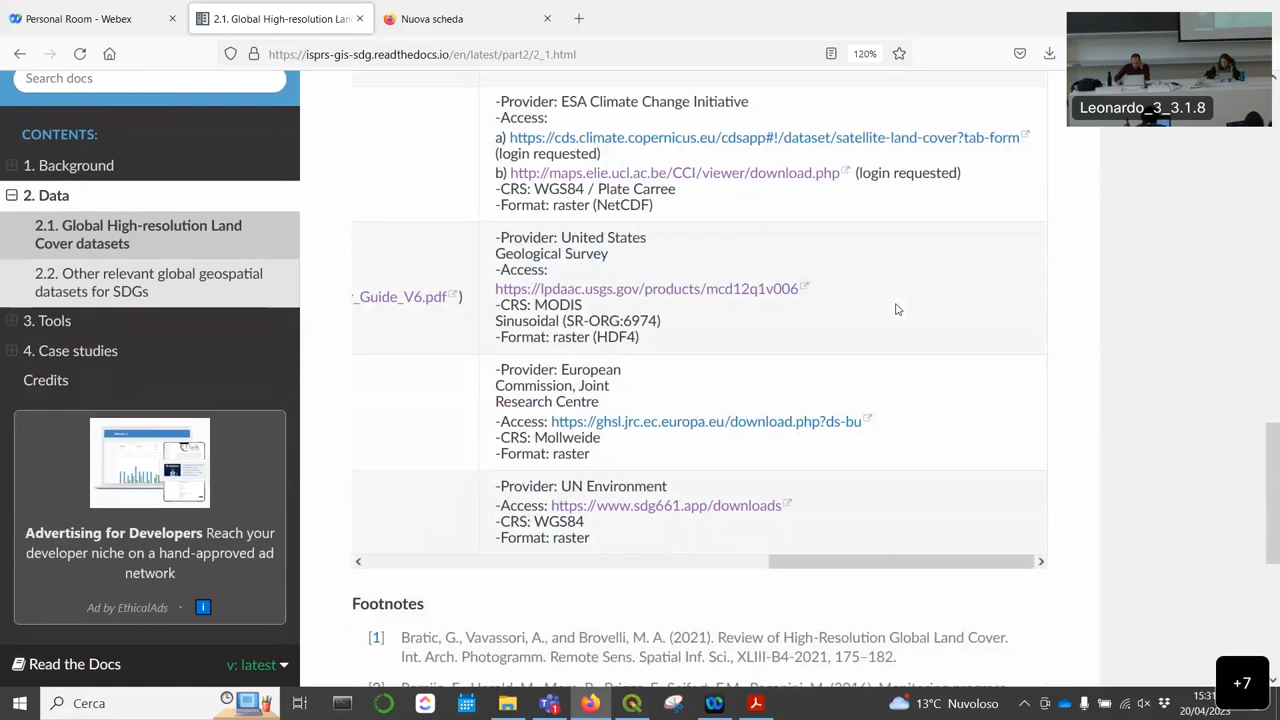 Personal Room - Webex
2.1. Global High-resolution Lan
Nuova scheda
https://isprs-gis-sdg.readthedocs.io/en/latest/part2/2_1.html
120%
Search docs
CONTENTS:
1. Background
2. Data
2.1. Global High-resolution Land
Cover datasets
2.2. Other relevant global geospatial
datasets for SDGs
3. Tools
4. Case studies
Credits
Advertising for Developers Reach your
developer niche on a hand-approved ad
network
Ad by EthicalAds ·
Read the Docs
v: latest
-Provider: ESA Climate Change Initiative
-Access:
a) https://cds.climate.copernicus.eu/cdsapp#!/dataset/satellite-land-cover?tab-form
(login requested)
b) http://maps.elie.ucl.ac.be/CCI/viewer/download.php (login requested)
-CRS: WGS84 / Plate Carree
-Format: raster (NetCDF)
_Guide_V6.pdf )
-Provider: United States
Geological Survey
-Access:
https://lpdaac.usgs.gov/products/mcd12q1v006
-CRS: MODIS
Sinusoidal (SR-ORG:6974)
-Format: raster (HDF4)
-Provider: European
Commission, Joint
Research Centre
-Access: https://ghsl.jrc.ec.europa.eu/download.php?ds-bu
-CRS: Mollweide
-Format: raster
-Provider: UN Environment
-Access: https://www.sdg661.app/downloads
-CRS: WGS84
-Format: raster
Footnotes
[1] Bratic, G., Vavassori, A., and Brovelli, M. A. (2021). Review of High-Resolution Global Land Cover.
Int. Arch. Photogramm. Remote Sens. Spatial Inf. Sci., XLIII-B4-2021, 175–182.
Leonardo_3_3.1.8
+7
Cerca
13°C Nuvoloso
15:31
20/04/2023